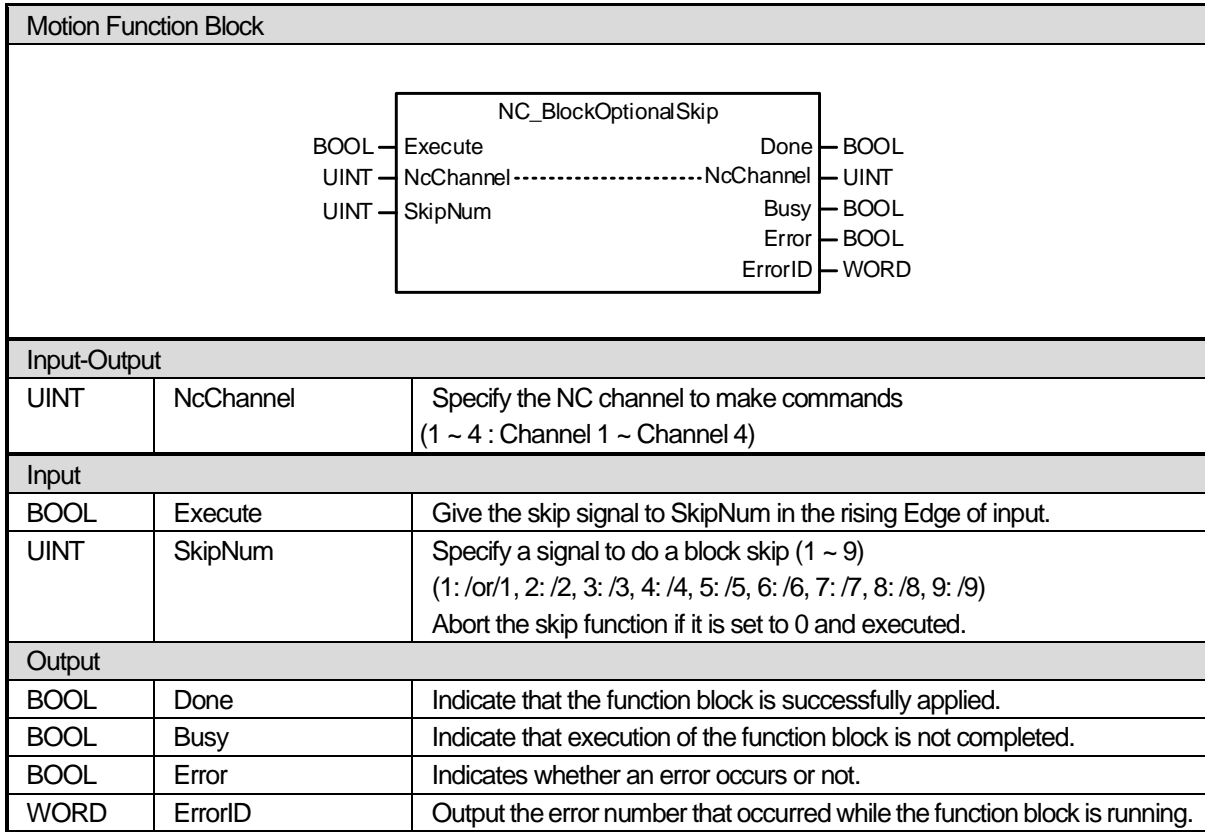 Motion Function Block
NC_BlockOptionalSkip
BOOL Execute Done BOOL
UINT NcChannel NcChannel UINT
UINT SkipNum Busy BOOL
Error BOOL
ErrorID WORD
Input-Output
UINT NcChannel Specify the NC channel to make commands
(1 ~ 4 : Channel 1 ~ Channel 4)
Input
BOOL Execute Give the skip signal to SkipNum in the rising Edge of input.
UINT SkipNum Specify a signal to do a block skip (1 ~ 9)
(1: /or/1, 2: /2, 3: /3, 4: /4, 5: /5, 6: /6, 7: /7, 8: /8, 9: /9)
Abort the skip function if it is set to 0 and executed.
Output
BOOL Done Indicate that the function block is successfully applied.
BOOL Busy Indicate that execution of the function block is not completed.
BOOL Error Indicates whether an error occurs or not.
WORD ErrorID Output the error number that occurred while the function block is running.